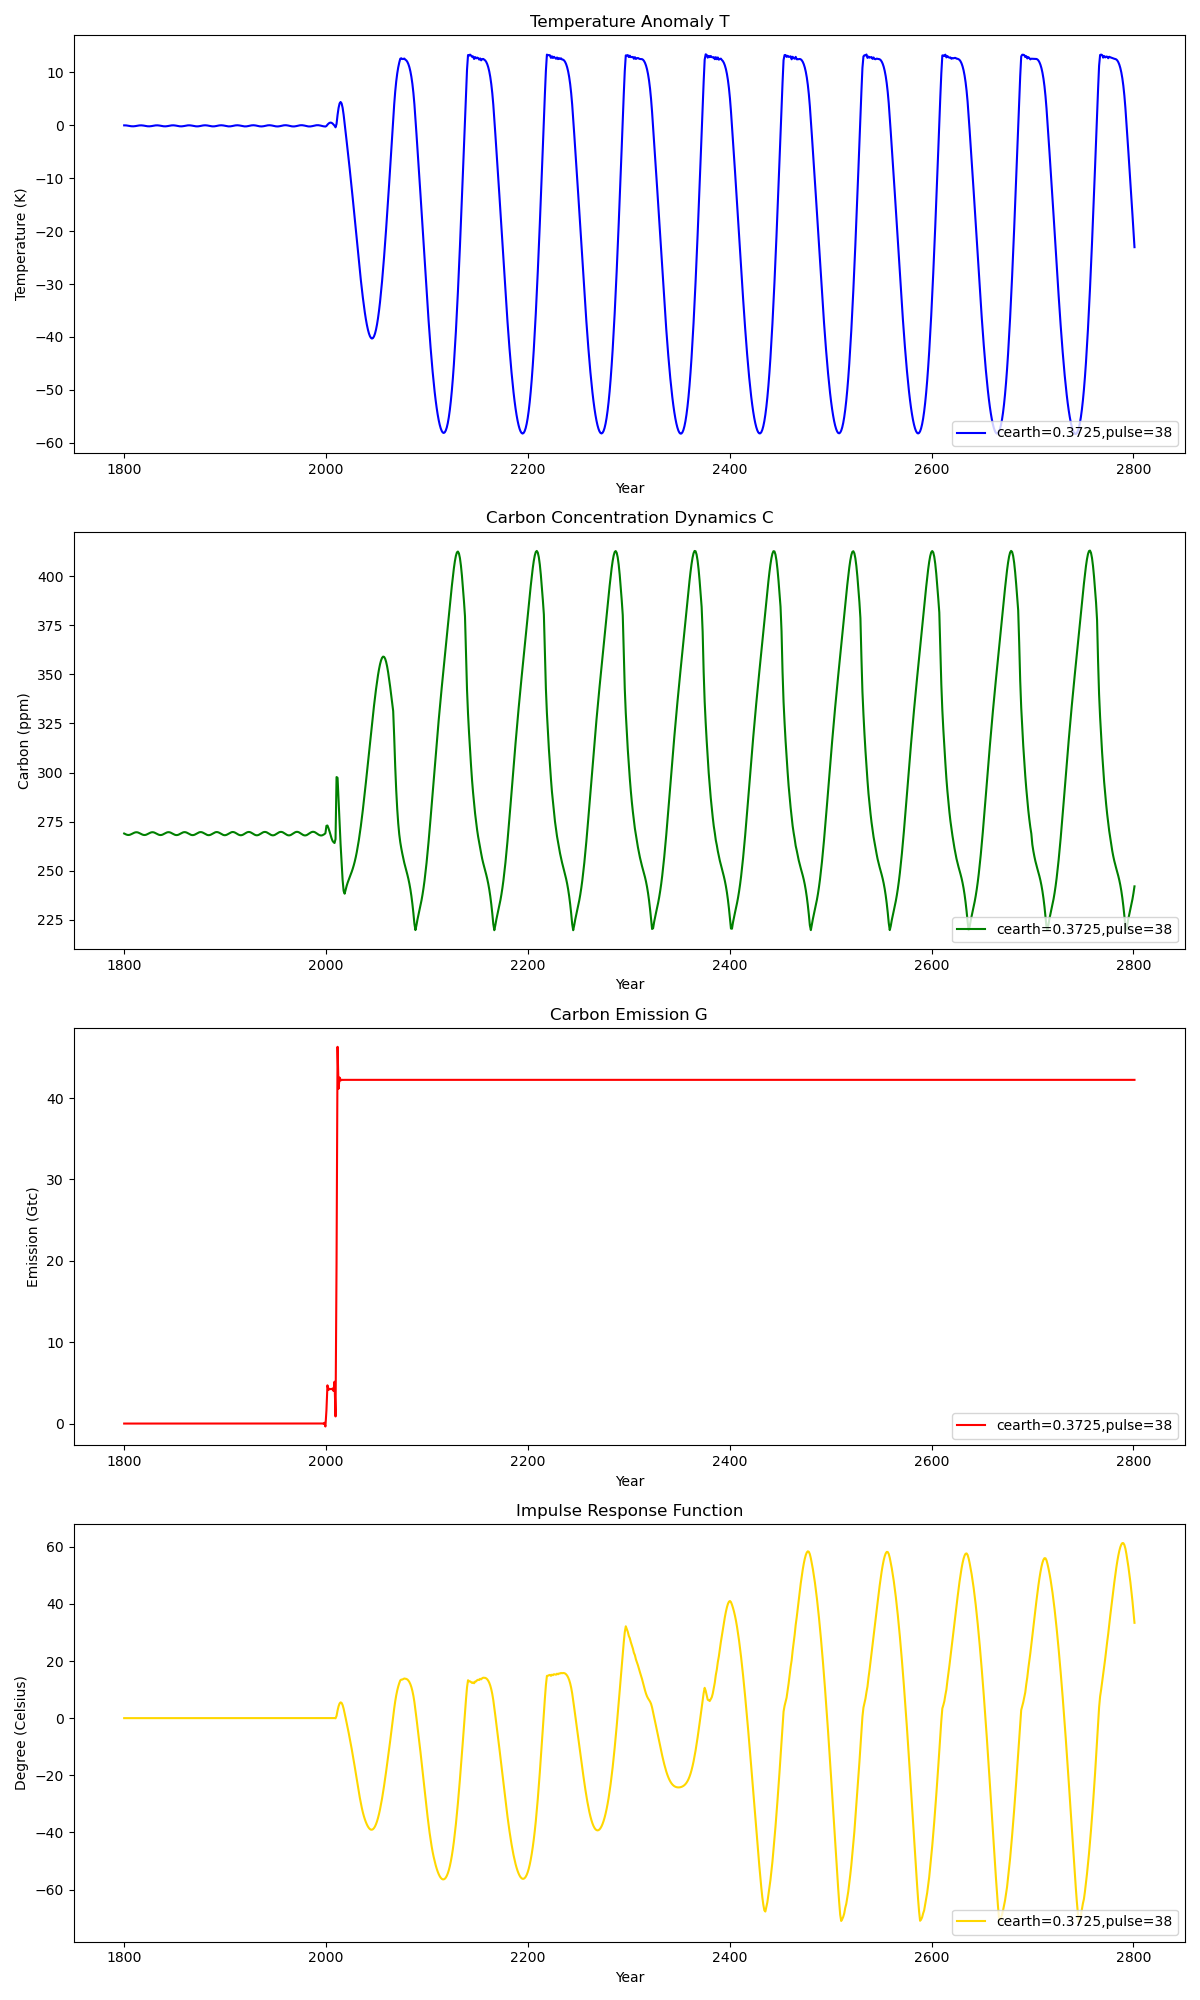 Temperature Anomaly T
10
0
−10
−20
−30
−40
−50
−60
Temperature (K)
cearth=0.3725,pulse=38
1800 2000 2200 2400 2600 2800
Year
Carbon Concentration Dynamics C
400
375
350
325
300
275
250
225
Carbon (ppm)
cearth=0.3725,pulse=38
1800 2000 2200 2400 2600 2800
Year
Carbon Emission G
40
30
20
10
0
Emission (Gtc)
cearth=0.3725,pulse=38
1800 2000 2200 2400 2600 2800
Year
Impulse Response Function
60
40
20
0
−20
−40
−60
Degree (Celsius)
cearth=0.3725,pulse=38
1800 2000 2200 2400 2600 2800
Year